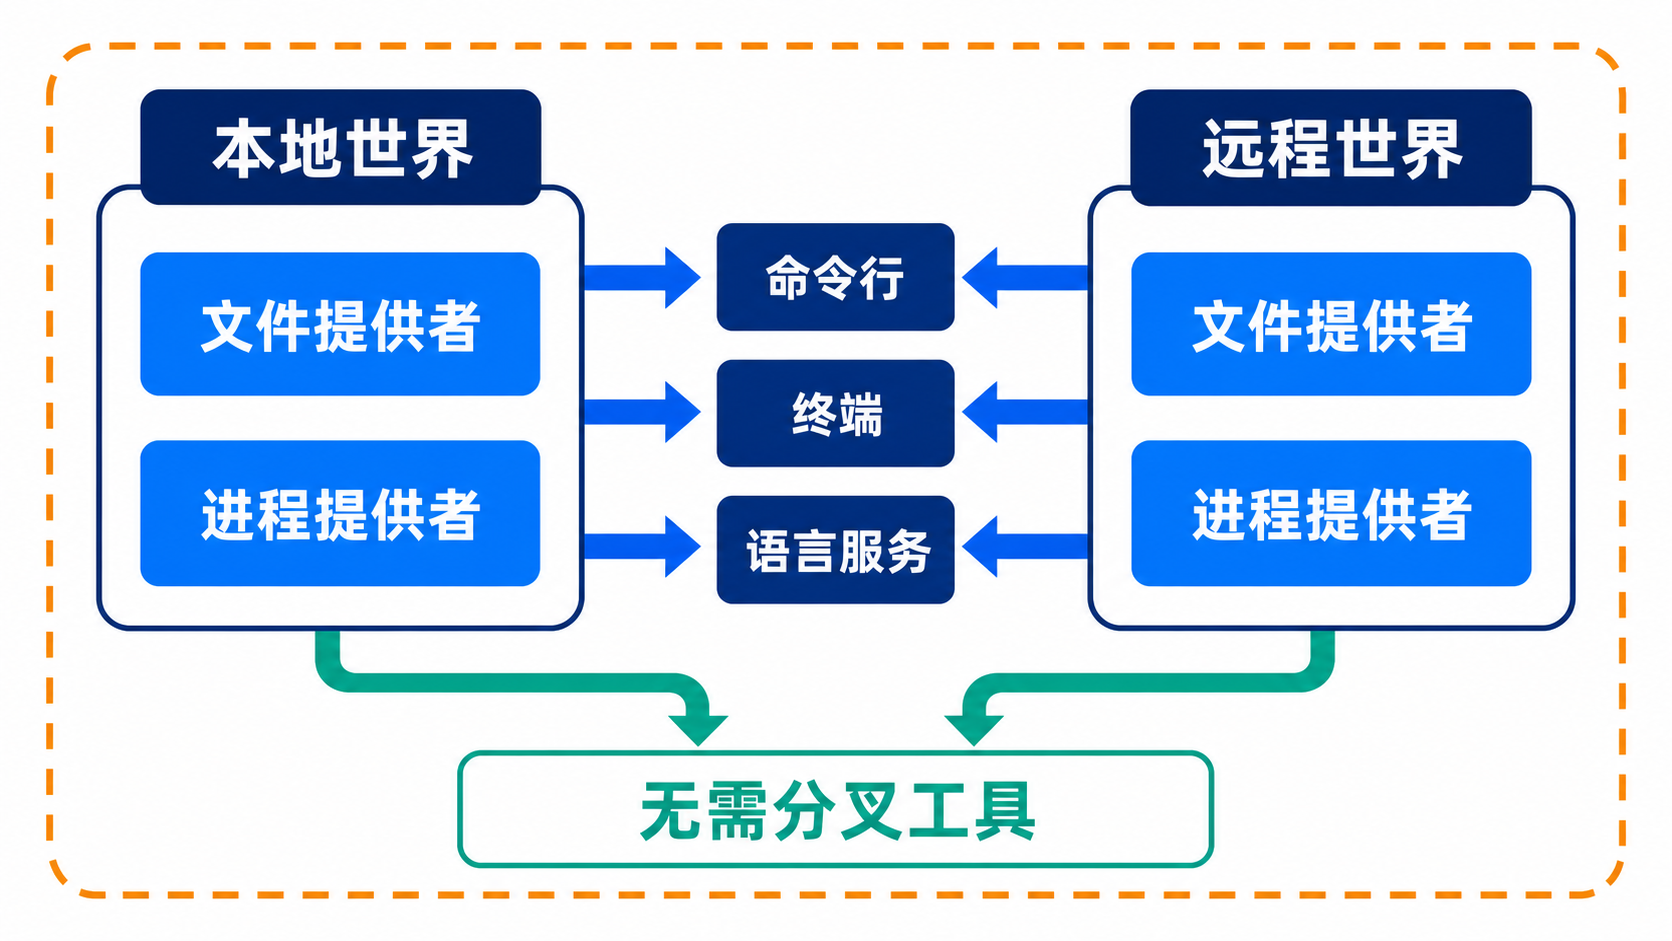 本地世界
文件提供者
进程提供者
命令行
终端
语言服务
远程世界
文件提供者
进程提供者
无需分叉工具